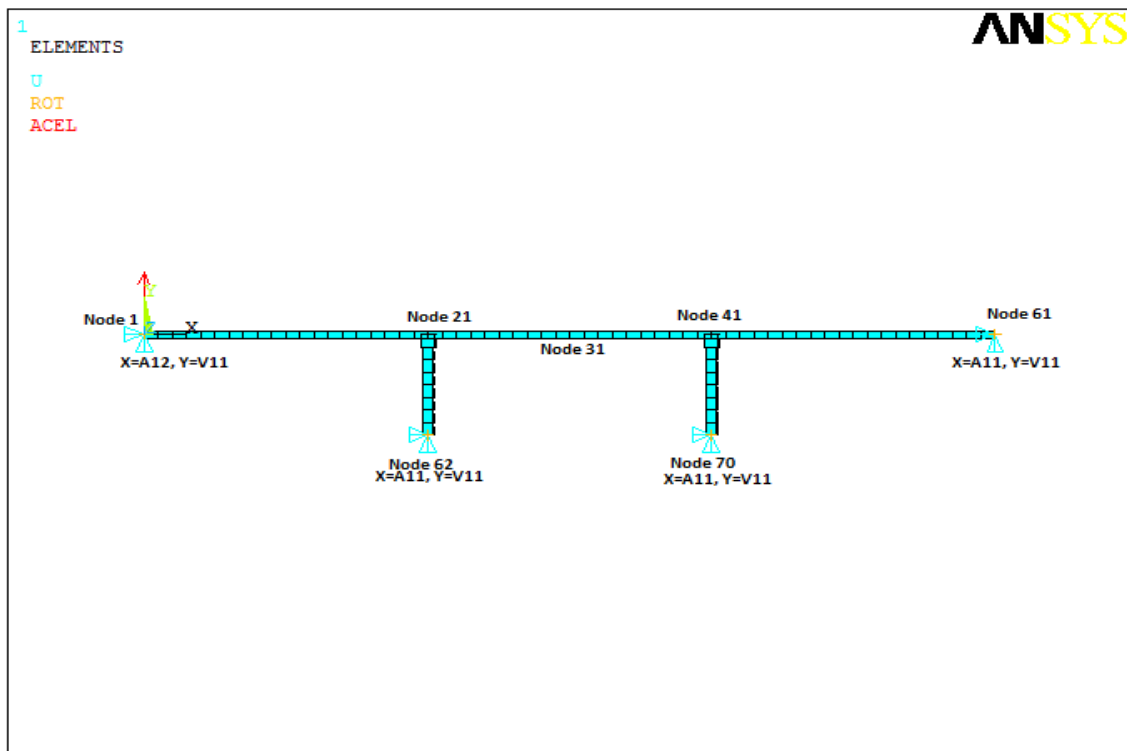 1
ELEMENTS
ANSYS
U
ROT
ACEL
Y
Node 1
Z
X
Node 21
Node 41
Node 61
Node 31
X=A12, Y=V11
X=A11, Y=V11
Node 62
X=A11, Y=V11
Node 70
X=A11, Y=V11